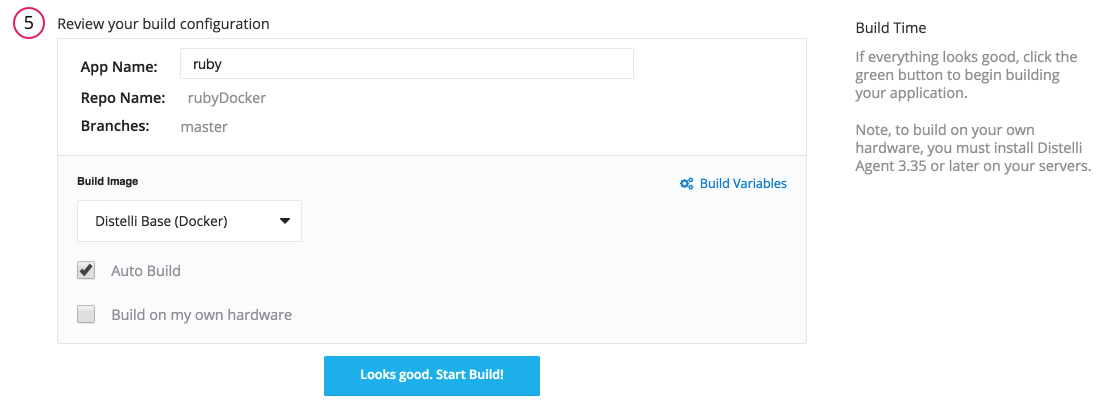 5 Review your build configuration
App Name: ruby
Repo Name: rubyDocker
Branches: master
Build Image
Build Variables
Distelli Base (Docker)
Auto Build
Build on my own hardware
Looks good. Start Build!
Build Time
If everything looks good, click the
green button to begin building
your application.
Note, to build on your own
hardware, you must install Distelli
Agent 3.35 or later on your servers.